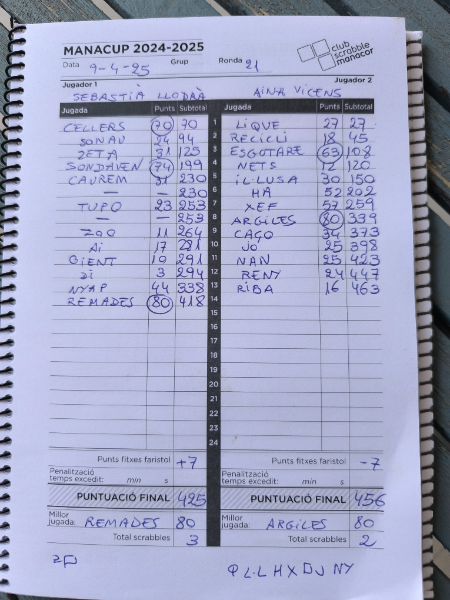 MANACUP 2024-2025
club scrabble manacor
Data 9-4-25 Grup Ronda 21
Jugador 1 Jugador 2
SEBASTIÀ LLODRÀ AINA VICENS
Jugada Punts Subtotal Jugada Punts Subtotal
CELLERS 70 70 1 LIQUE 27 27
SONAU 24 94 2 RECICLI 18 45
ZETA 31 125 3 ESGOTARE 63 108
SONDAVEN 74 199 4 NETS 12 120
CAUREM 31 230 5 IL·LUSA 30 150
— — 230 6 HA 52 202
TUPO 23 253 7 XEF 57 259
— 253 8 ARGILES 80 339
ZOO 11 264 9 CAGO 34 373
AI 17 281 10 JO 25 398
GIENT 10 291 11 NAN 25 423
DI 3 294 12 RENY 24 447
NYAP 44 338 13 RIBA 16 463
REMADES 80 418 14
15
16
17
18
19
20
21
22
23
24
Punts fitxes faristol +7 Punts fitxes faristol -7
Penalització temps excedit: min s Penalització temps excedit: min s
PUNTUACIÓ FINAL 425 PUNTUACIÓ FINAL 456
Millor jugada: REMADES 80 Millor jugada: ARGILES 80
Total scrabbles 3 Total scrabbles 2